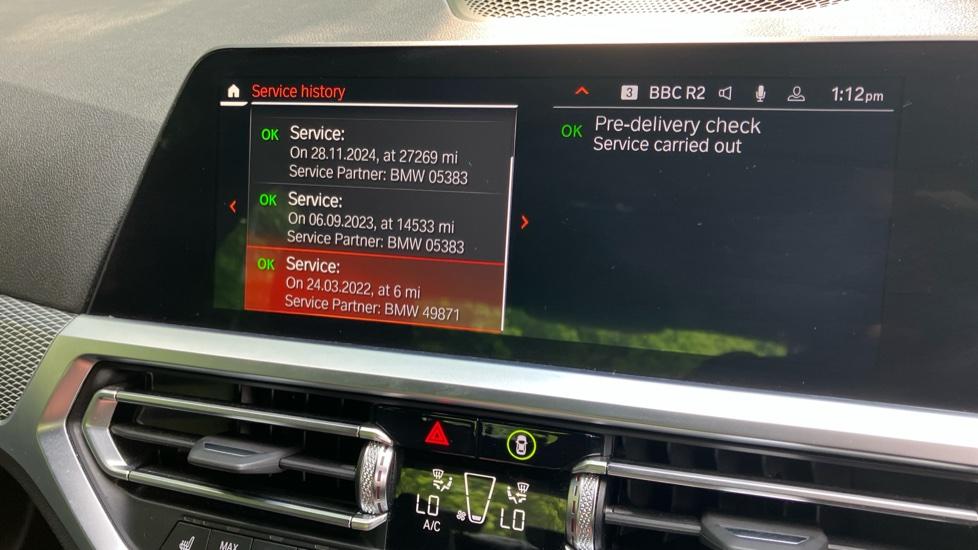 Service history
3 BBC R2 1:12pm
OK Service:
On 28.11.2024, at 27269 mi
Service Partner: BMW 05383
OK Service:
On 06.09.2023, at 14533 mi
Service Partner: BMW 05383
OK Service:
On 24.03.2022, at 6 mi
Service Partner: BMW 49871
OK Pre-delivery check
Service carried out
LO LO
A/C
MAX